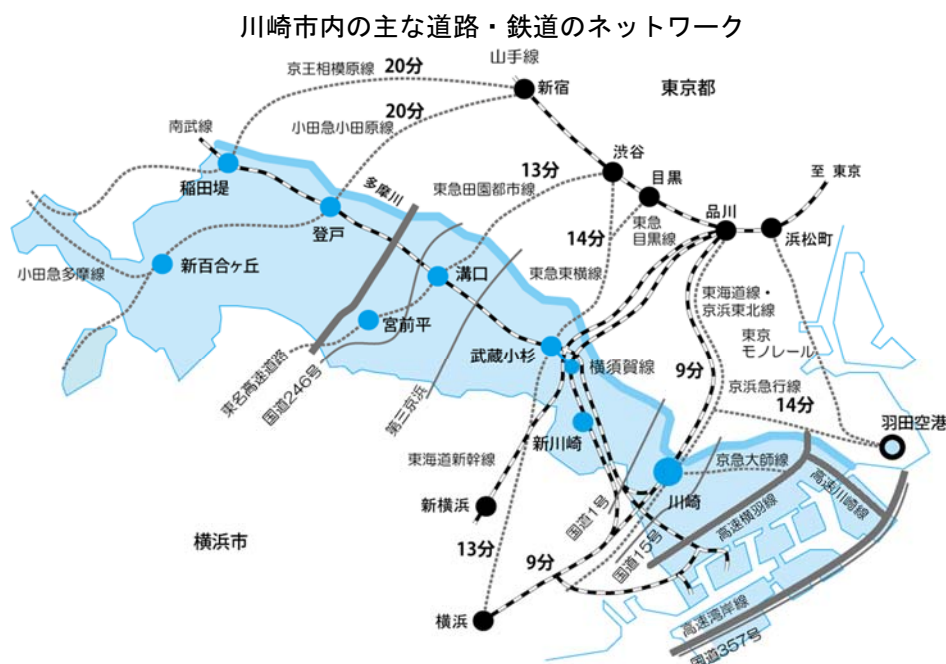 川崎市内の主な道路・鉄道のネットワーク
山手線
京王相模原線
20分
新宿
東京都
20分
小田急小田原線
南武線
渋谷
13分
目黒
至 東京
稲田堤
多摩川
東急田園都市線
品川
浜松町
登戸
14分
東急
目黒線
新百合ヶ丘
小田急多摩線
溝口
東急東横線
東海道線・
京浜東北線
宮前平
東京
モノレール
武蔵小杉
横須賀線
9分
東名高速道路
国道246号
第三京浜
京浜急行線
14分
新川崎
羽田空港
東海道新幹線
京急大師線
川崎
新横浜
国道1号
高速横羽線
高速川崎線
横浜市
13分
9分
国道15号
横浜
高速湾岸線
国道357号